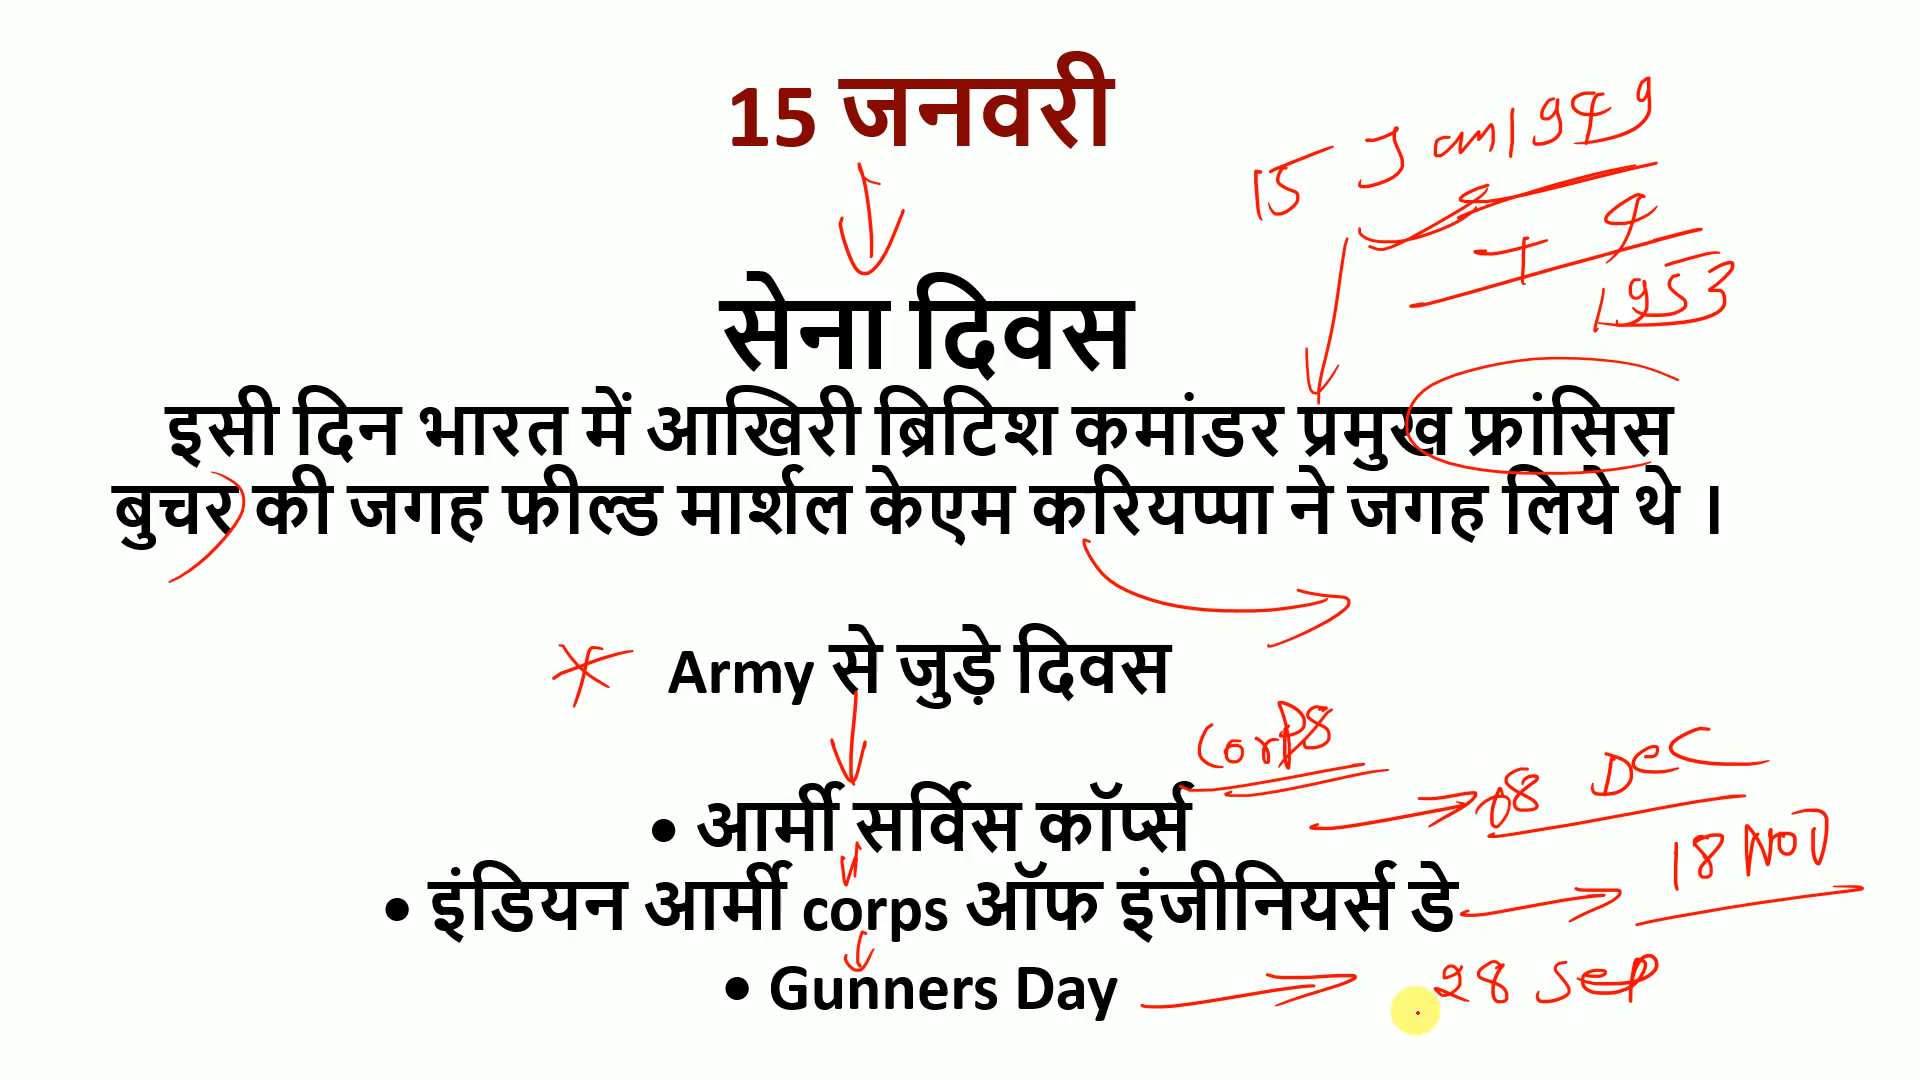 15 जनवरी
15 Jan 1949
+ 4
1953
सेना दिवस
इसी दिन भारत में आखिरी ब्रिटिश कमांडर प्रमुख फ्रांसिस
बुचर की जगह फील्ड मार्शल केएम करियप्पा ने जगह लिये थे ।
Army से जुड़े दिवस
Corps
• आर्मी सर्विस कॉर्प्स
08 Dec
• इंडियन आर्मी corps ऑफ इंजीनियर्स डे
18 Nov
• Gunners Day
28 Sep